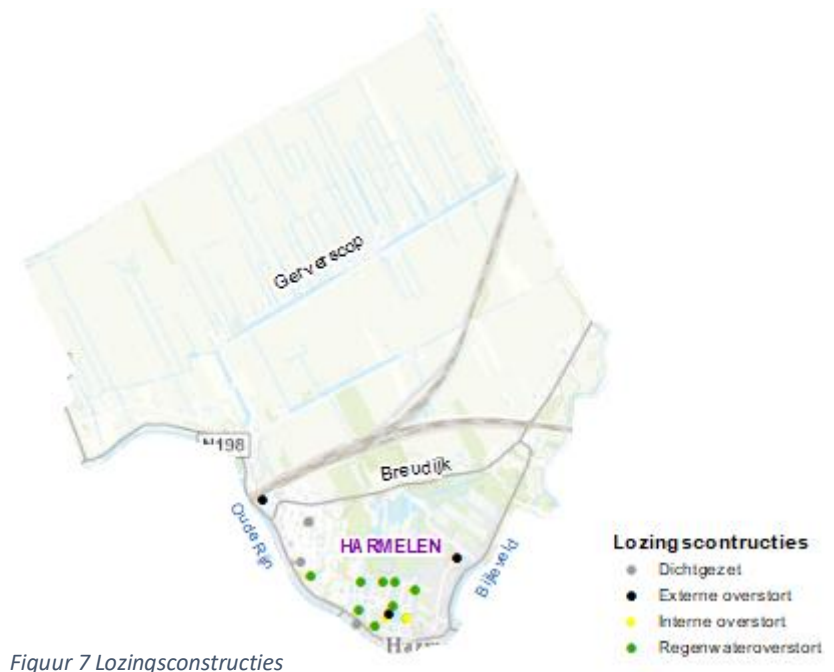 Gerverscop
N198
Breudijk
Oude Rijn
HARMELEN
Bijleveld
Lozingscontructies
Dichtgezet
Externe overstort
Interne overstort
Regenwateroverstort
Figuur 7 Lozingsconstructies